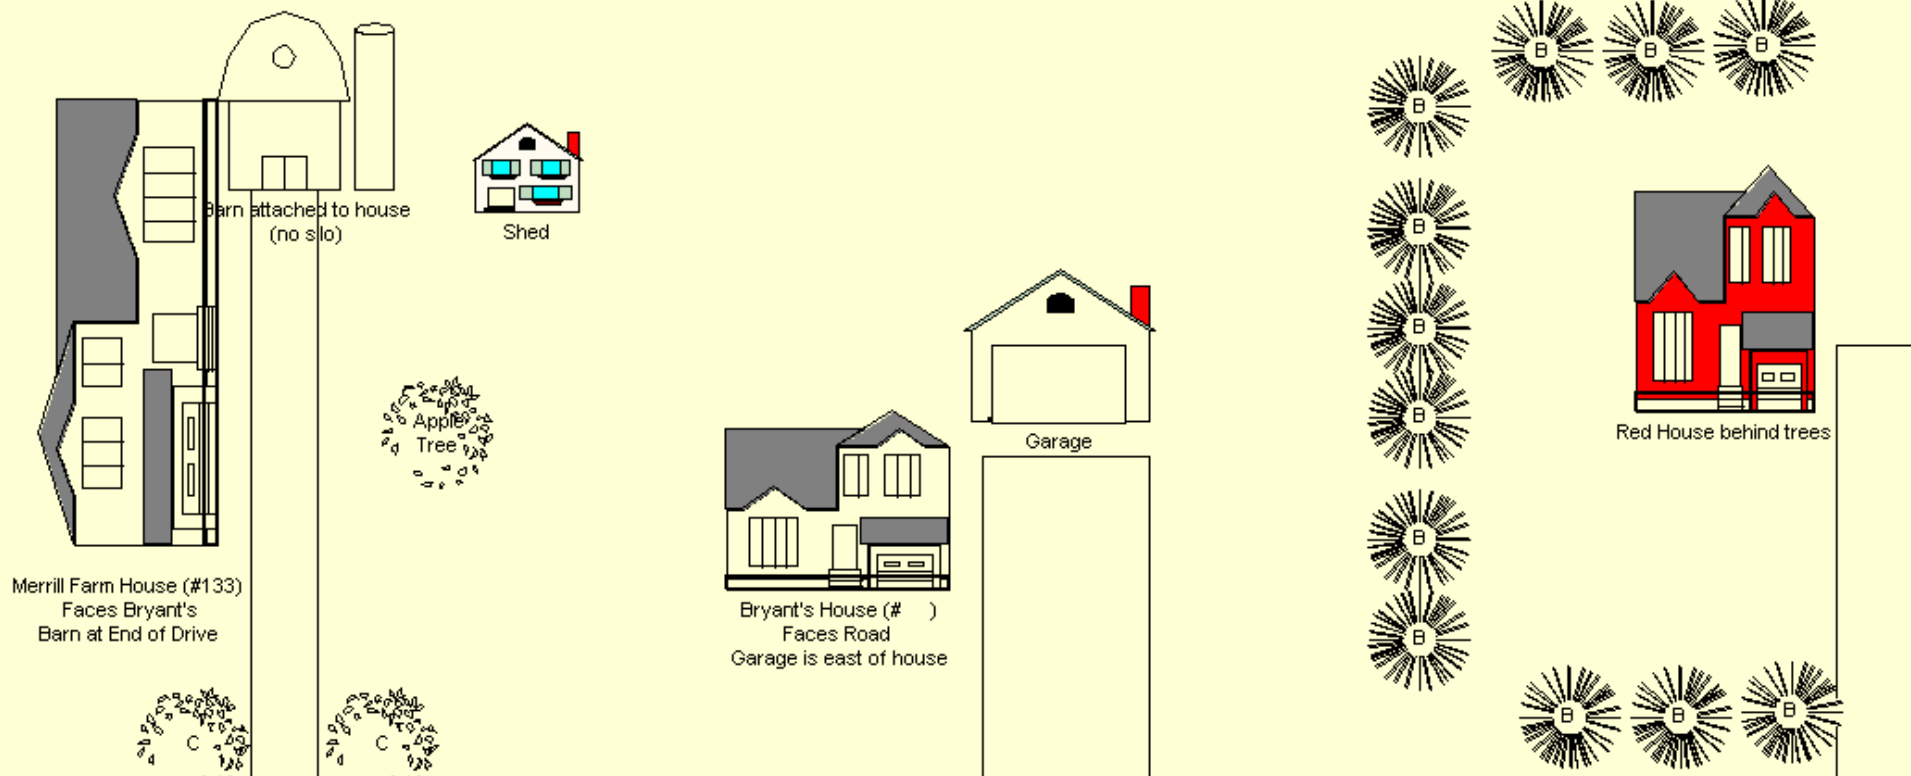 B B B
B
Barn attached to house
(no silo)
Shed
B
B
Apple
Tree
B
Garage
Red House behind trees
B
Merrill Farm House (#133)
Faces Bryant's
Barn at End of Drive
Bryant's House (#    )
Faces Road
Garage is east of house
B
C
C
B B B